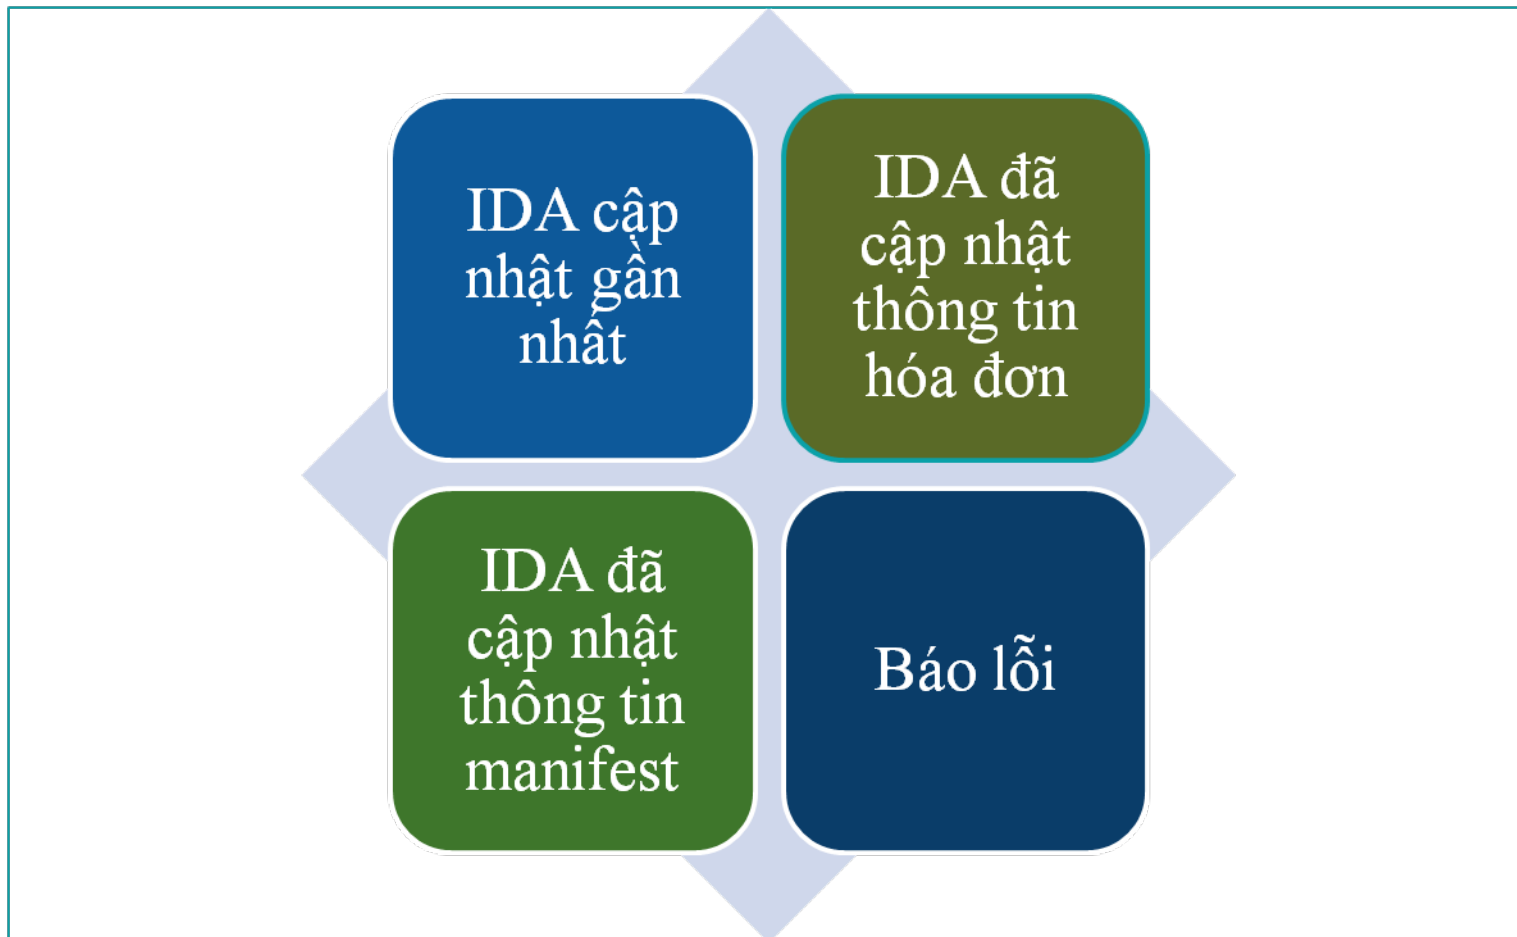 IDA cập
nhật gần
nhất
IDA đã
cập nhật
thông tin
hóa đơn
IDA đã
cập nhật
thông tin
manifest
Báo lỗi